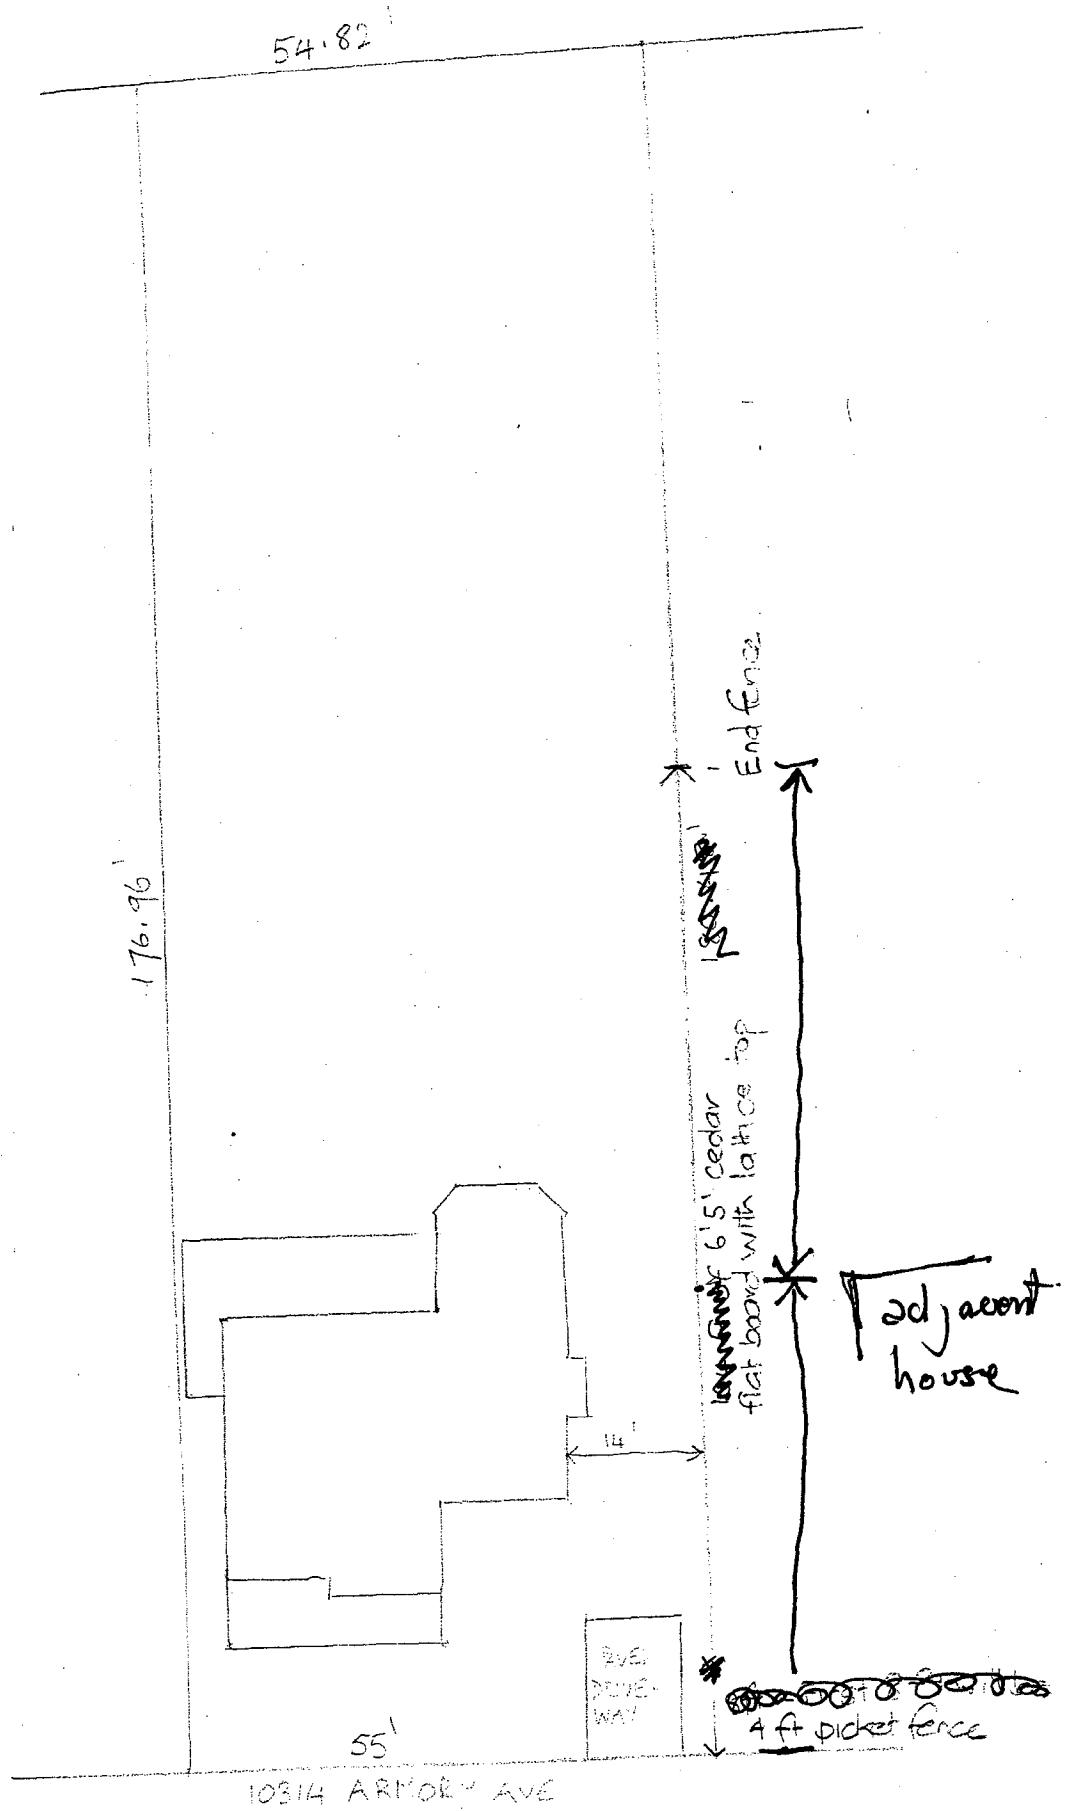 54.82'
End fence
176.96'
6'5" cedar
flat board with lattice top
adjacent
house
14'
DRIVE-
WAY
4 ft picket fence
55'
10314 ARMORY AVE